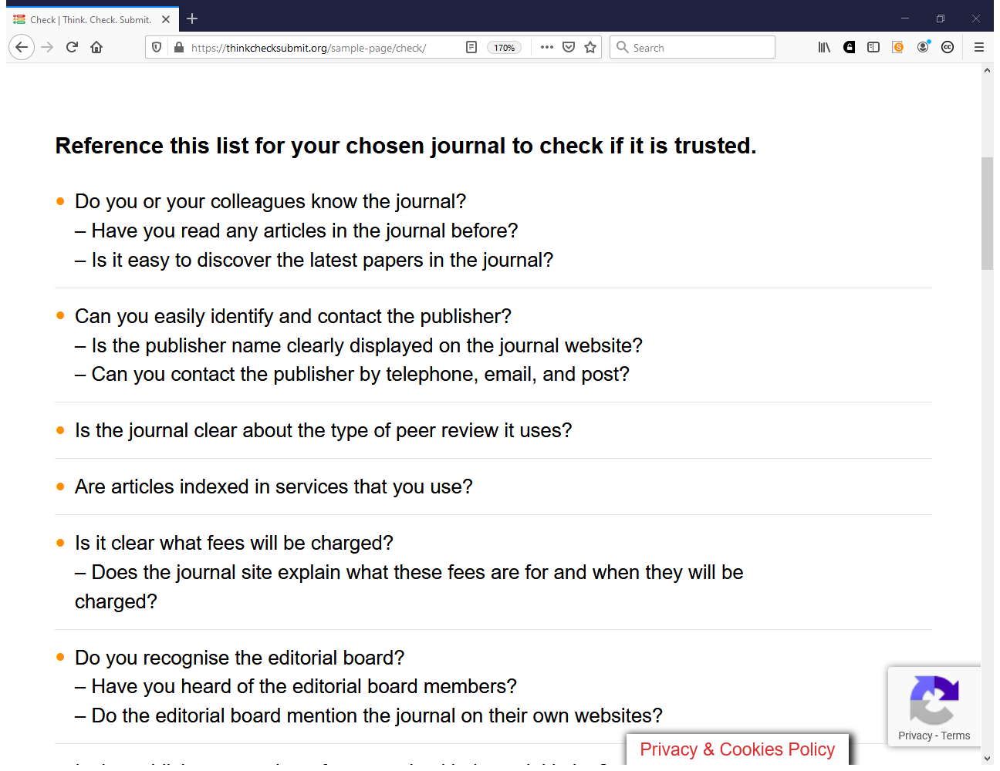 Check | Think. Check. Submit.
https://thinkchecksubmit.org/sample-page/check/
170%
Search
Reference this list for your chosen journal to check if it is trusted.
Do you or your colleagues know the journal?
– Have you read any articles in the journal before?
– Is it easy to discover the latest papers in the journal?
Can you easily identify and contact the publisher?
– Is the publisher name clearly displayed on the journal website?
– Can you contact the publisher by telephone, email, and post?
Is the journal clear about the type of peer review it uses?
Are articles indexed in services that you use?
Is it clear what fees will be charged?
– Does the journal site explain what these fees are for and when they will be
charged?
Do you recognise the editorial board?
– Have you heard of the editorial board members?
– Do the editorial board mention the journal on their own websites?
Privacy - Terms
Privacy & Cookies Policy